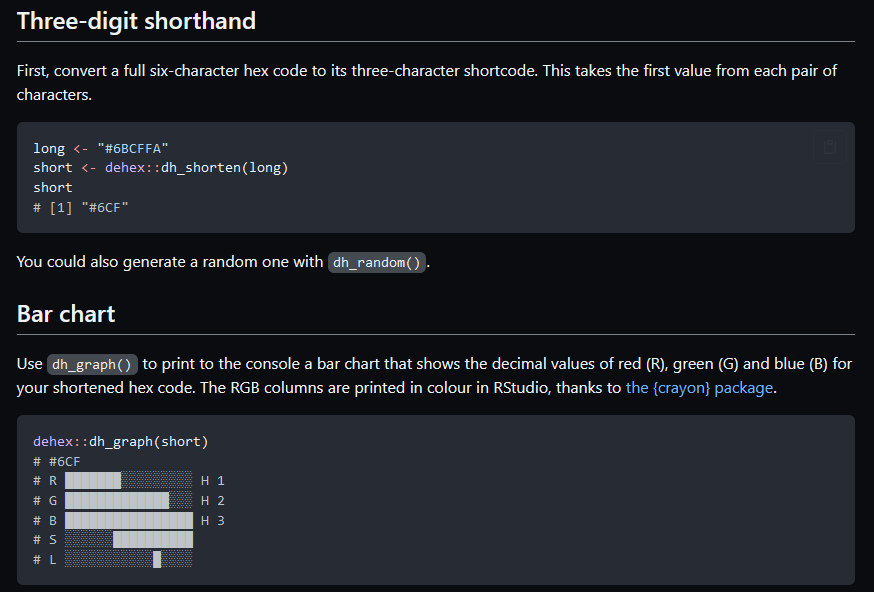 Three-digit shorthand
First, convert a full six-character hex code to its three-character shortcode. This takes the first value from each pair of
characters.
long <- "#6BCFFA"
short <- dehex::dh_shorten(long)
short
# [1] "#6CF"
You could also generate a random one with dh_random().
Bar chart
Use dh_graph() to print to the console a bar chart that shows the decimal values of red (R), green (G) and blue (B) for
your shortened hex code. The RGB columns are printed in colour in RStudio, thanks to the {crayon} package.
dehex::dh_graph(short)
# #6CF
# R ███████░░░░░░░░░ H 1
# G █████████████░░░ H 2
# B ████████████████ H 3
# S ░░░░░░██████████
# L ░░░░░░░░░░░█░░░░